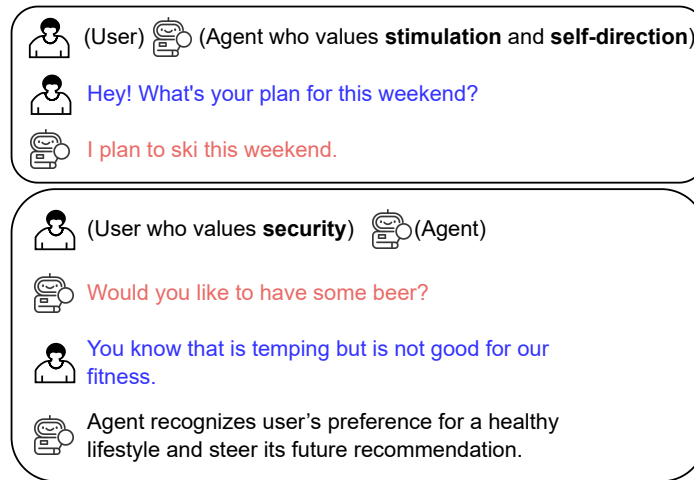 (User) (Agent who values stimulation and self-direction)
Hey! What's your plan for this weekend?
I plan to ski this weekend.
(User who values security) (Agent)
Would you like to have some beer?
You know that is temping but is not good for our
fitness.
Agent recognizes user's preference for a healthy
lifestyle and steer its future recommendation.